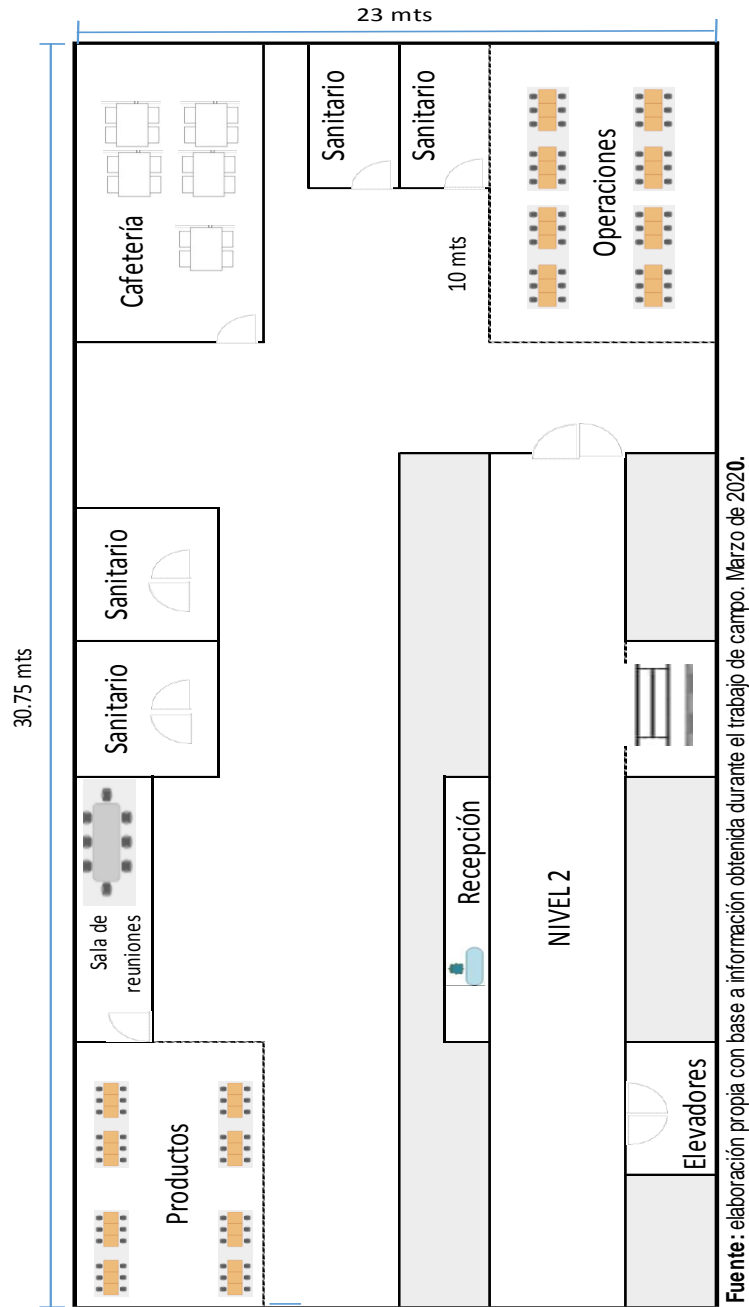 23 mts
30.75 mts
Cafetería
Sanitario
Sanitario
10 mts
Operaciones
Sanitario
Sanitario
Sala de
reuniones
Recepción
NIVEL 2
Productos
Elevadores
Fuente: elaboración propia con base a información obtenida durante el trabajo de campo. Marzo de 2020.